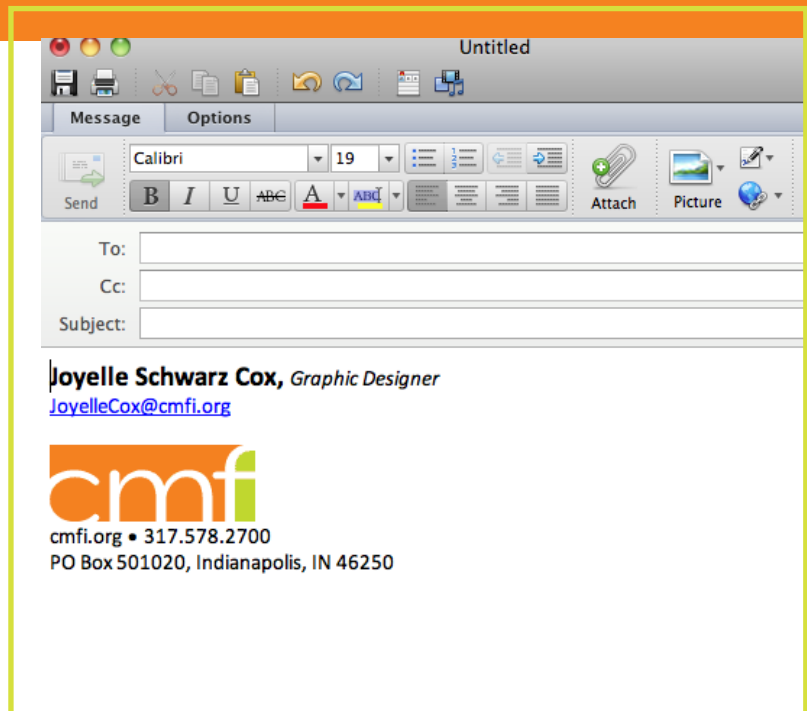 Untitled
Message Options
Calibri 19
Send B I U ABC A ABC Attach Picture
To:
Cc:
Subject:
Joyelle Schwarz Cox, Graphic Designer
JoyelleCox@cmfi.org
cmfi
cmfi.org • 317.578.2700
PO Box 501020, Indianapolis, IN 46250